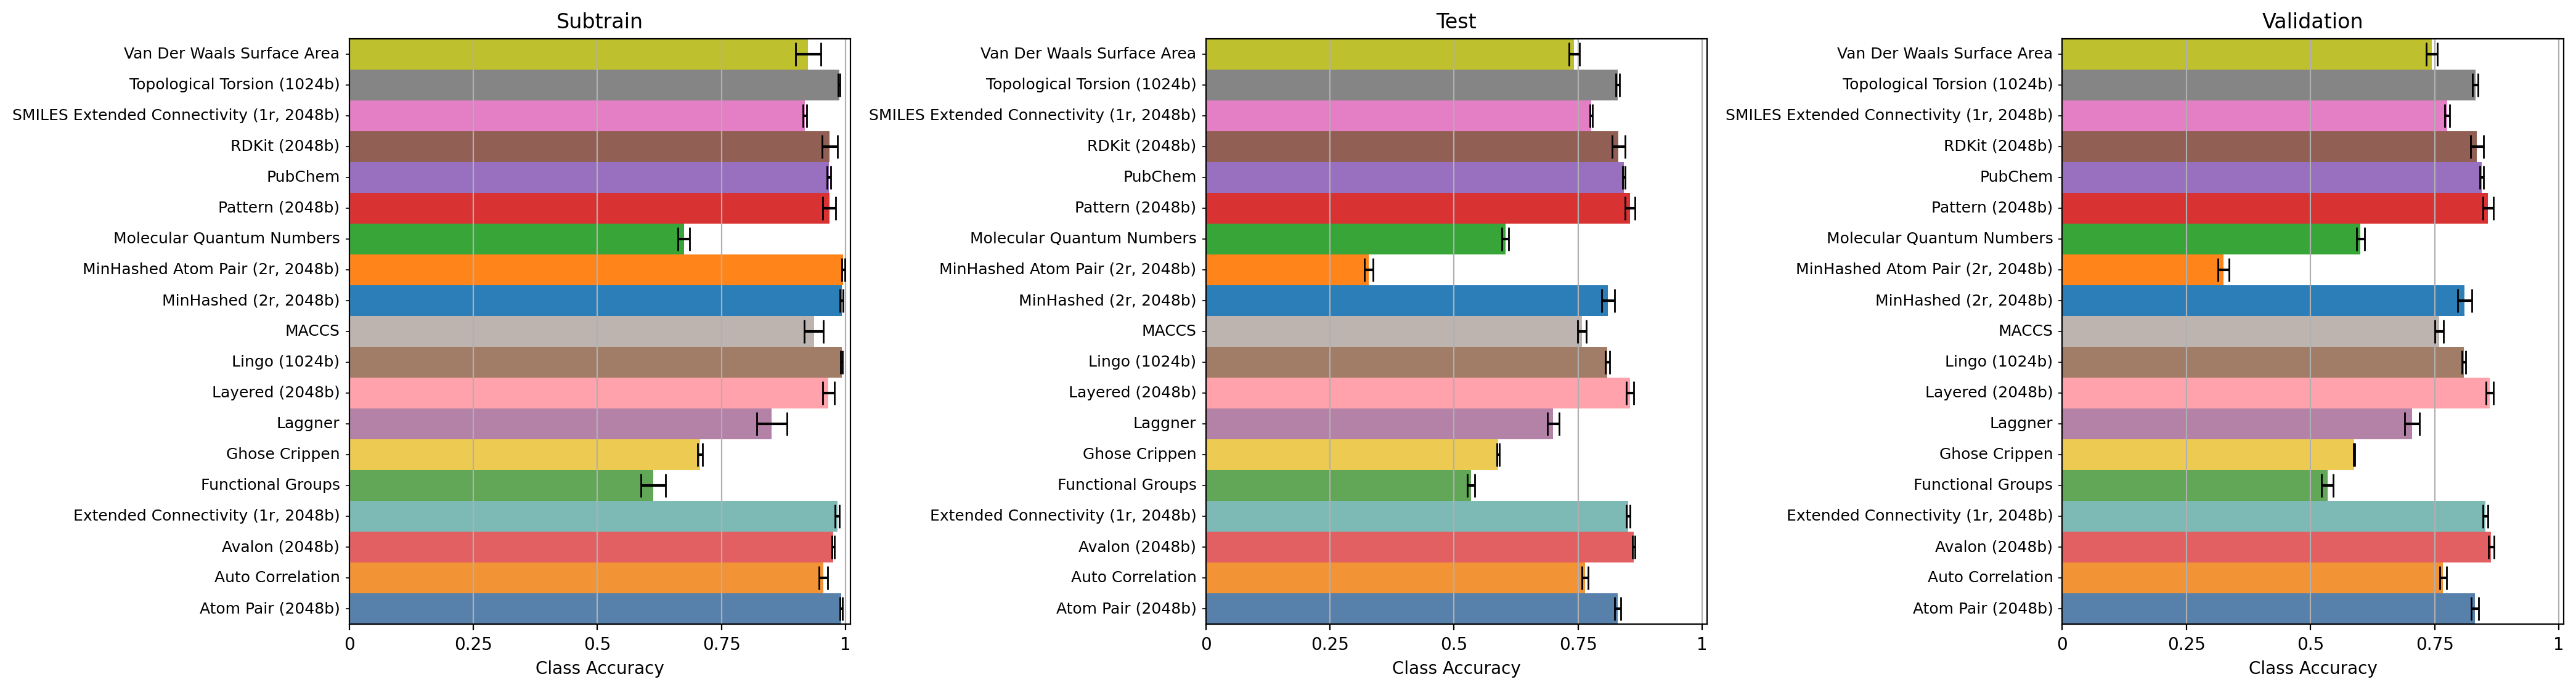 Subtrain
Van Der Waals Surface Area
Topological Torsion (1024b)
SMILES Extended Connectivity (1r, 2048b)
RDKit (2048b)
PubChem
Pattern (2048b)
Molecular Quantum Numbers
MinHashed Atom Pair (2r, 2048b)
MinHashed (2r, 2048b)
MACCS
Lingo (1024b)
Layered (2048b)
Laggner
Ghose Crippen
Functional Groups
Extended Connectivity (1r, 2048b)
Avalon (2048b)
Auto Correlation
Atom Pair (2048b)
0 0.25 0.5 0.75 1
Class Accuracy
Test
Van Der Waals Surface Area
Topological Torsion (1024b)
SMILES Extended Connectivity (1r, 2048b)
RDKit (2048b)
PubChem
Pattern (2048b)
Molecular Quantum Numbers
MinHashed Atom Pair (2r, 2048b)
MinHashed (2r, 2048b)
MACCS
Lingo (1024b)
Layered (2048b)
Laggner
Ghose Crippen
Functional Groups
Extended Connectivity (1r, 2048b)
Avalon (2048b)
Auto Correlation
Atom Pair (2048b)
0 0.25 0.5 0.75 1
Class Accuracy
Validation
Van Der Waals Surface Area
Topological Torsion (1024b)
SMILES Extended Connectivity (1r, 2048b)
RDKit (2048b)
PubChem
Pattern (2048b)
Molecular Quantum Numbers
MinHashed Atom Pair (2r, 2048b)
MinHashed (2r, 2048b)
MACCS
Lingo (1024b)
Layered (2048b)
Laggner
Ghose Crippen
Functional Groups
Extended Connectivity (1r, 2048b)
Avalon (2048b)
Auto Correlation
Atom Pair (2048b)
0 0.25 0.5 0.75 1
Class Accuracy